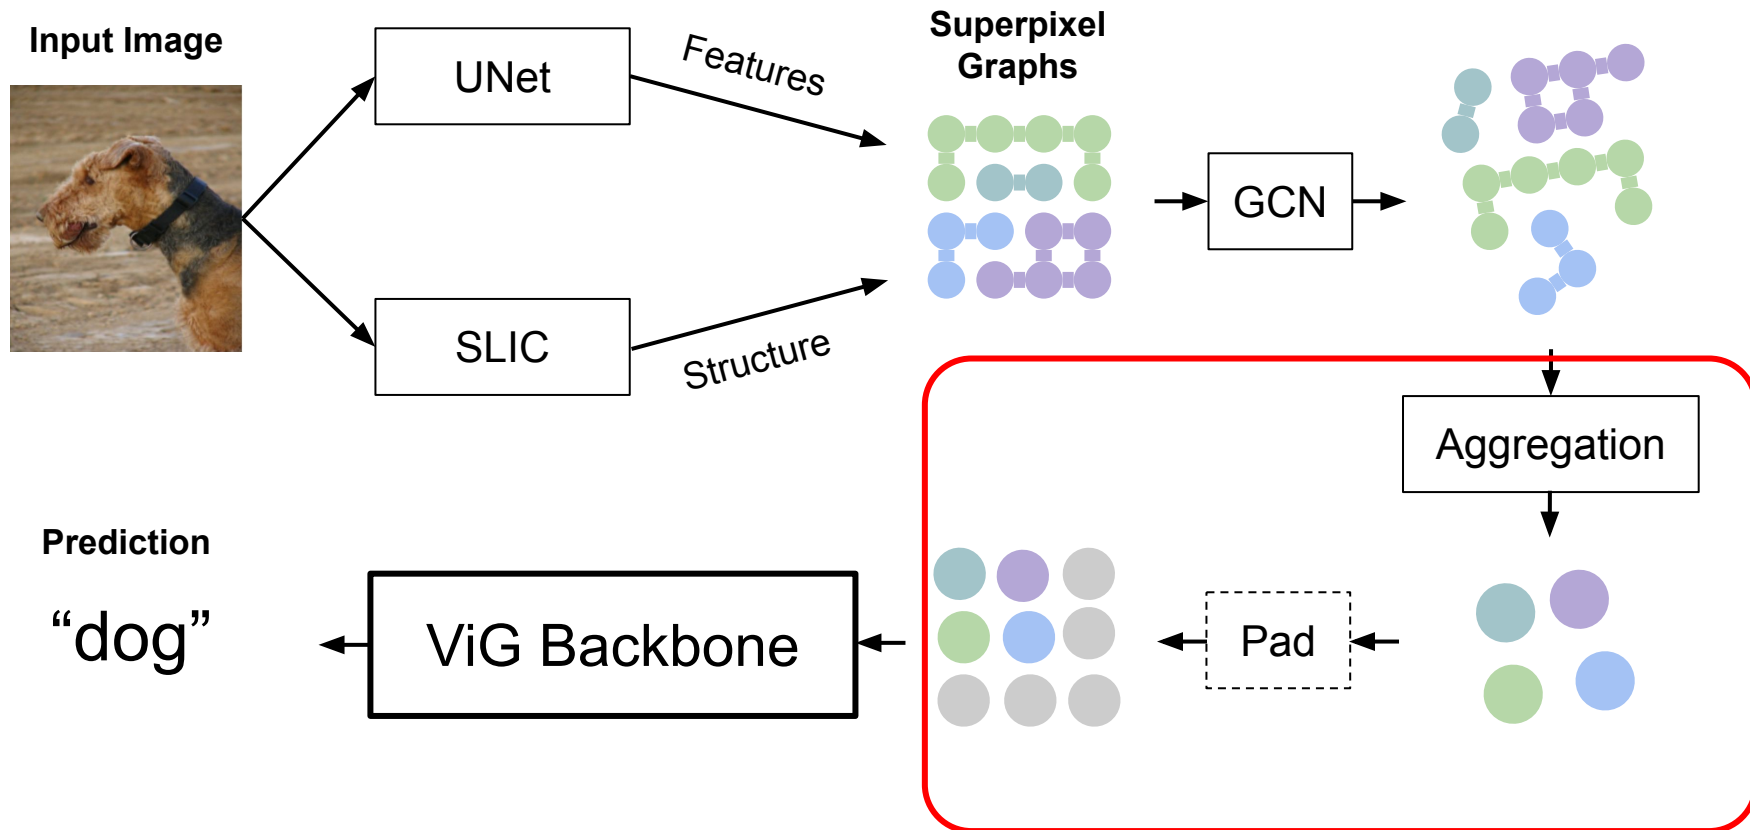 Input Image
UNet
Features
Superpixel
Graphs
GCN
SLIC
Structure
Aggregation
Pad
ViG Backbone
Prediction
“dog”